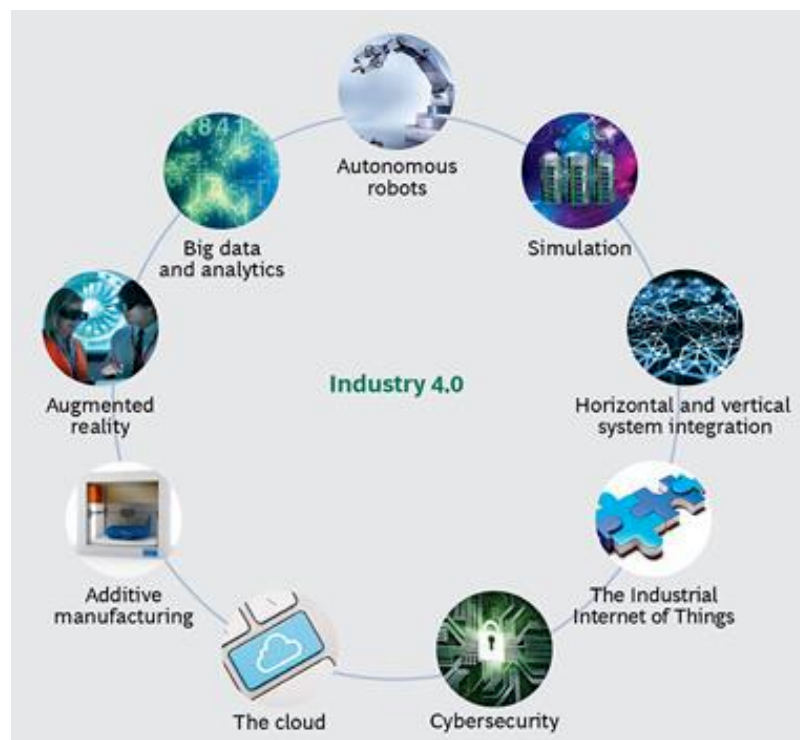 Autonomous
robots
Simulation
Horizontal and vertical
system integration
The Industrial
Internet of Things
Cybersecurity
The cloud
Additive
manufacturing
Augmented
reality
Big data
and analytics
Industry 4.0